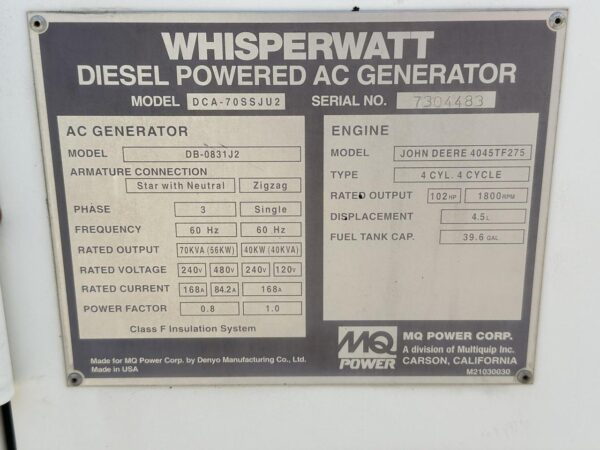 WHISPERWATT
DIESEL POWERED AC GENERATOR
MODEL DCA-70SSJU2 SERIAL NO. 7304483
AC GENERATOR
MODEL DB-0831J2
ARMATURE CONNECTION
Star with Neutral Zigzag
PHASE 3 Single
FREQUENCY 60 Hz 60 Hz
RATED OUTPUT 70KVA (56KW) 40KW (40KVA)
RATED VOLTAGE 240V 480V 240V 120V
RATED CURRENT 168A 84.2A 168A
POWER FACTOR 0.8 1.0
Class F Insulation System
ENGINE
MODEL JOHN DEERE 4045TF275
TYPE 4 CYL. 4 CYCLE
RATED OUTPUT 102HP 1800RPM
DISPLACEMENT 4.5L
FUEL TANK CAP. 39.6 GAL
Made for MQ Power Corp. by Denyo Manufacturing Co., Ltd.
Made in USA
MQ
POWER
MQ POWER CORP.
A division of Multiquip Inc.
CARSON, CALIFORNIA
M21030030